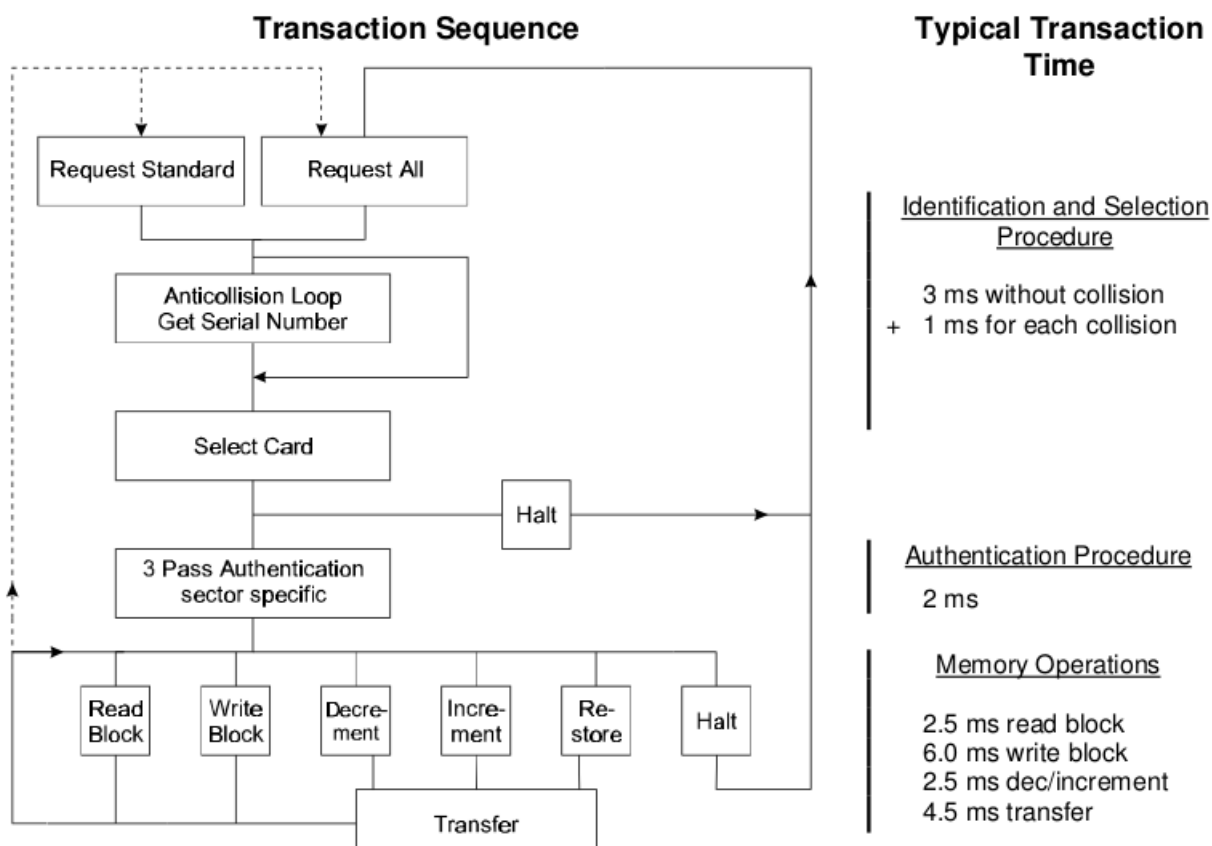 Transaction Sequence
Typical Transaction
Time
Request Standard
Request All
Identification and Selection
Procedure
3 ms without collision
+ 1 ms for each collision
Anticollision Loop
Get Serial Number
Select Card
Halt
3 Pass Authentication
sector specific
Authentication Procedure
2 ms
Memory Operations
Read
Block
Write
Block
Decre-
ment
Incre-
ment
Re-
store
Halt
2.5 ms read block
6.0 ms write block
2.5 ms dec/increment
4.5 ms transfer
Transfer